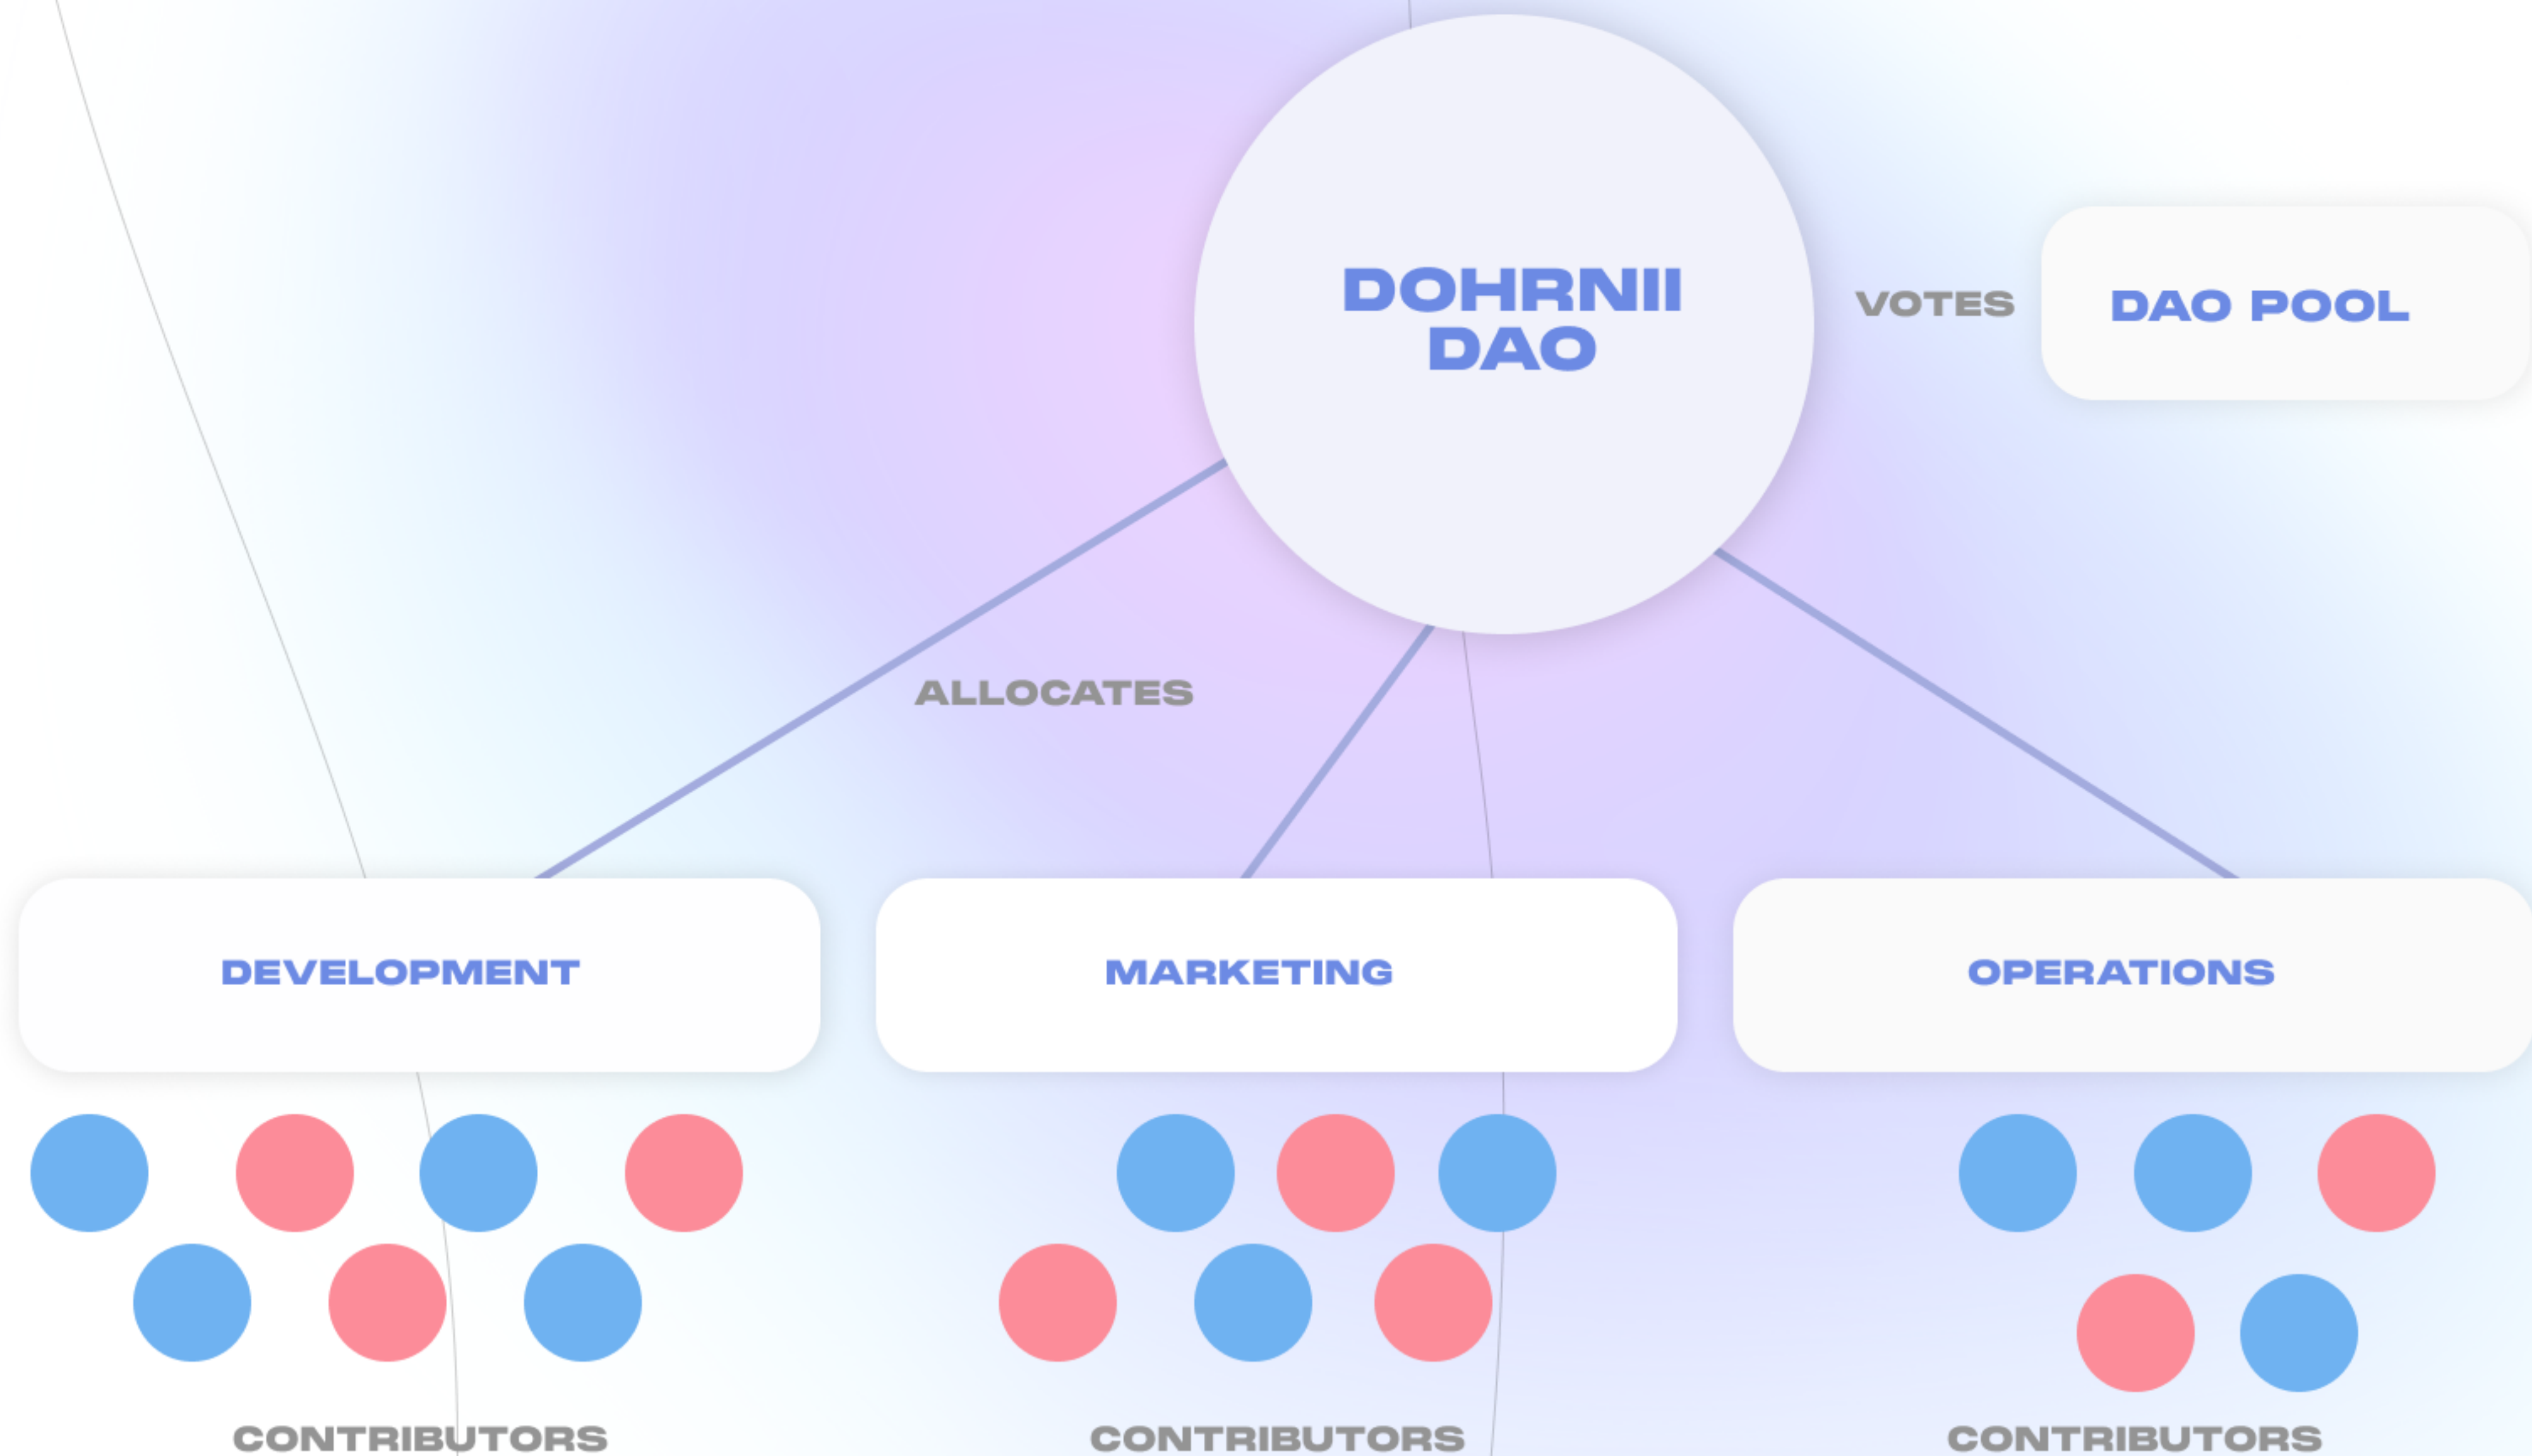 DOHRNII
DAO
VOTES
DAO POOL
ALLOCATES
DEVELOPMENT
MARKETING
OPERATIONS
CONTRIBUTORS
CONTRIBUTORS
CONTRIBUTORS